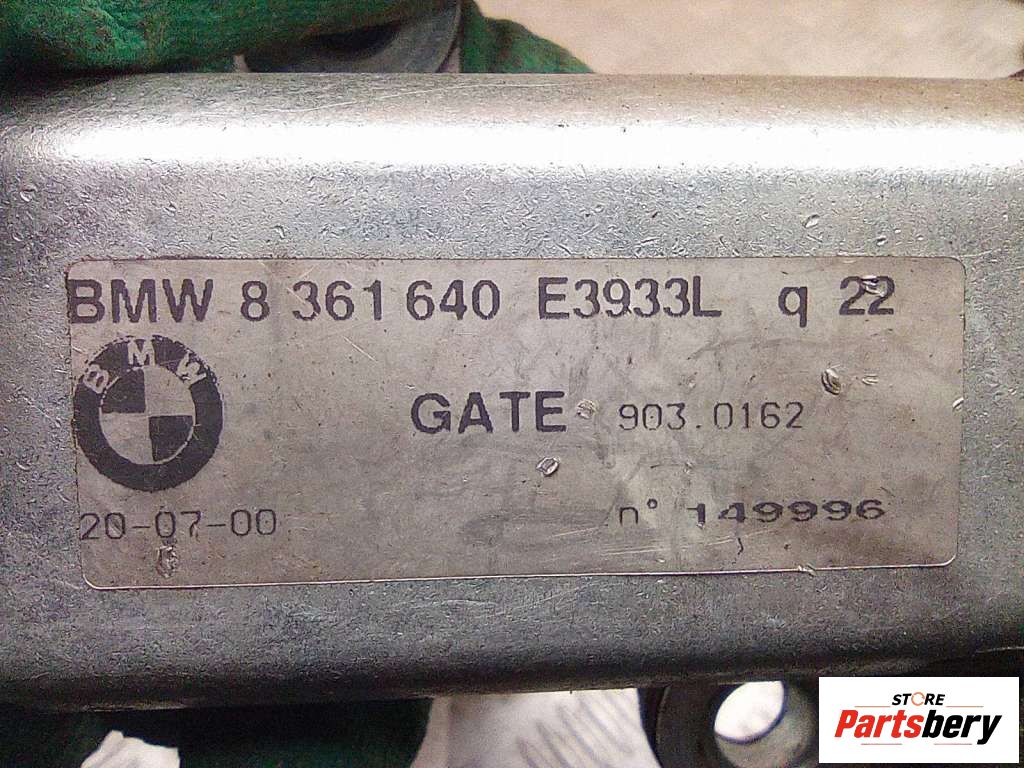 BMW 8 361 640 E3933L q 22
BMW
GATE 903.0162
20-07-00 n° 149996
STORE
Partsbery